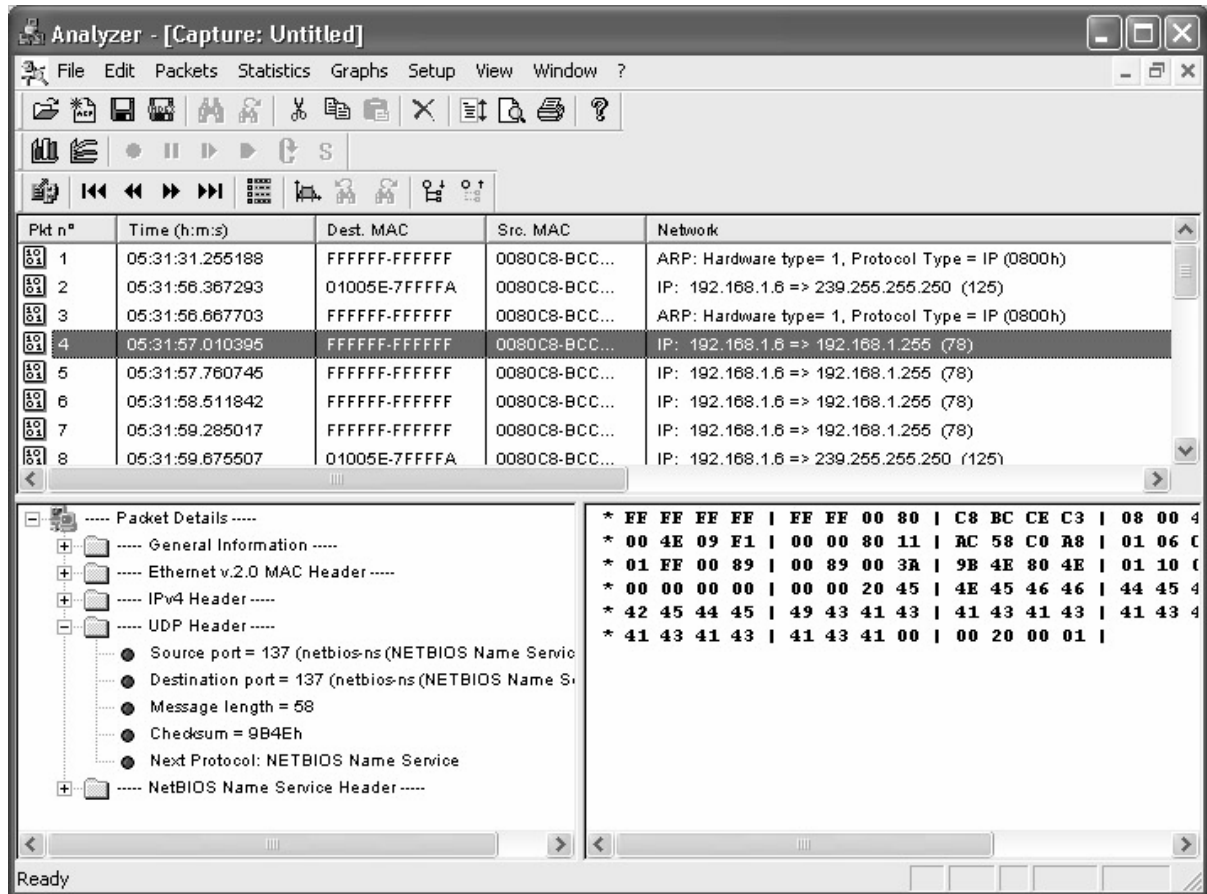 Analyzer - [Capture: Untitled]
File Edit Packets Statistics Graphs Setup View Window ?
S
Pkt n° Time (h:m:s) Dest. MAC Src. MAC Network
1 05:31:31.255188 FFFFFF-FFFFFF 0080C8-BCC... ARP: Hardware type= 1, Protocol Type = IP (0800h)
2 05:31:56.367293 01005E-7FFFFA 0080C8-BCC... IP: 192.168.1.6 => 239.255.255.250 (125)
3 05:31:56.667703 FFFFFF-FFFFFF 0080C8-BCC... ARP: Hardware type= 1, Protocol Type = IP (0800h)
4 05:31:57.010395 FFFFFF-FFFFFF 0080C8-BCC... IP: 192.168.1.6 => 192.168.1.255 (78)
5 05:31:57.760745 FFFFFF-FFFFFF 0080C8-BCC... IP: 192.168.1.6 => 192.168.1.255 (78)
6 05:31:58.511842 FFFFFF-FFFFFF 0080C8-BCC... IP: 192.168.1.6 => 192.168.1.255 (78)
7 05:31:59.285017 FFFFFF-FFFFFF 0080C8-BCC... IP: 192.168.1.6 => 192.168.1.255 (78)
8 05:31:59.675507 01005E-7FFFFA 0080C8-BCC... IP: 192.168.1.6 => 239.255.255.250 (125)
----- Packet Details -----
----- General Information -----
----- Ethernet v.2.0 MAC Header -----
----- IPv4 Header -----
----- UDP Header -----
Source port = 137 (netbios-ns (NETBIOS Name Servic
Destination port = 137 (netbios-ns (NETBIOS Name S
Message length = 58
Checksum = 9B4Eh
Next Protocol: NETBIOS Name Service
----- NetBIOS Name Service Header -----
* FF FF FF FF | FF FF 00 80 | C8 BC CE C3 | 08 00 4
* 00 4E 09 F1 | 00 00 80 11 | AC 58 C0 A8 | 01 06
* 01 FF 00 89 | 00 89 00 3A | 9B 4E 80 4E | 01 10
* 00 00 00 00 | 00 00 20 45 | 4E 45 46 46 | 44 45 4
* 42 45 44 45 | 49 43 41 43 | 41 43 41 43 | 41 43 4
* 41 43 41 43 | 41 43 41 00 | 00 20 00 01 |
Ready